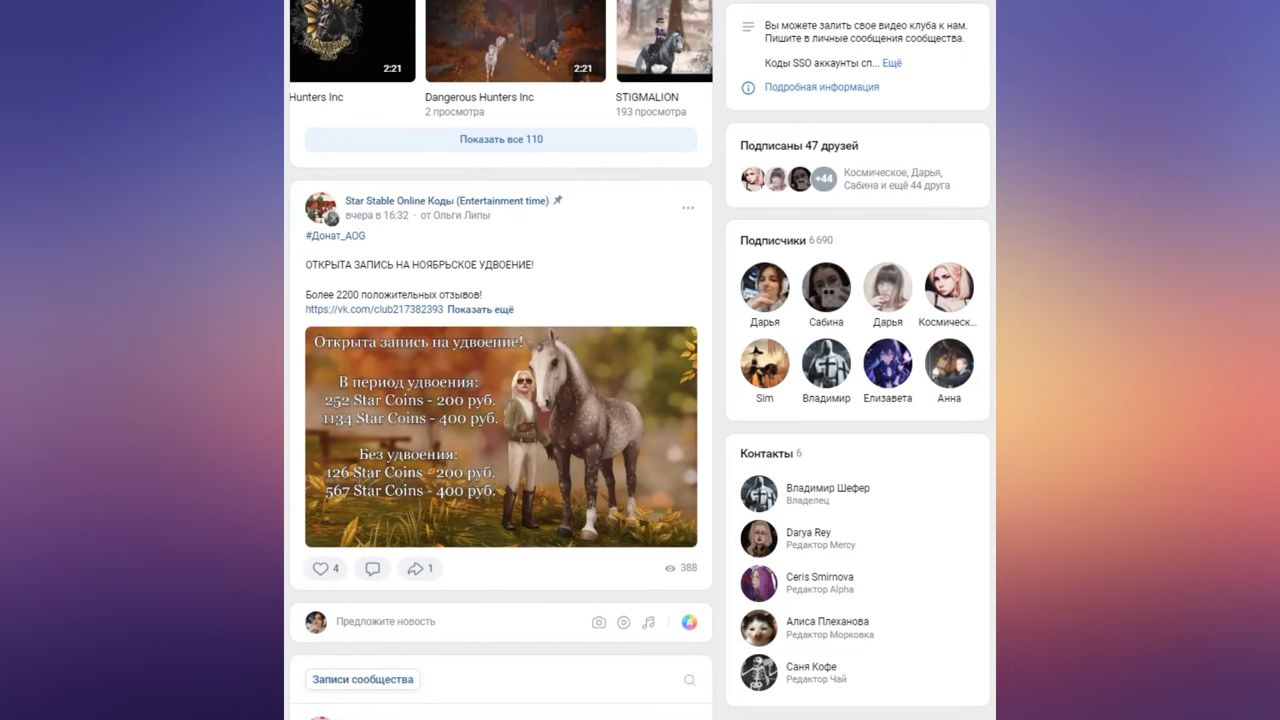 2:21
2:21
Hunters Inc
Dangerous Hunters Inc
2 просмотра
STIGMALION
193 просмотра
Показать все 110
Star Stable Online Коды (Entertainment time)
вчера в 16:32 · от Ольги Липы
#Донат_AOG
ОТКРЫТА ЗАПИСЬ НА НОЯБРЬСКОЕ УДВОЕНИЕ!
Более 2200 положительных отзывов!
https://vk.com/club217382393 Показать ещё
Открыта запись на удвоение!
В период удвоения:
252 Star Coins - 200 руб.
1134 Star Coins - 400 руб.
Без удвоения:
126 Star Coins - 200 руб.
567 Star Coins - 400 руб.
4
1
388
Предложите новость
Записи сообщества
Вы можете залить свое видео клуба к нам.
Пишите в личные сообщения сообщества.
Коды SSO аккаунты сп... Ещё
Подробная информация
Подписаны 47 друзей
+44
Космическое, Дарья,
Сабина и ещё 44 друга
Подписчики 6 690
Дарья
Сабина
Дарья
Космическ...
Sim
Владимир
Елизавета
Анна
Контакты 6
Владимир Шефер
Владелец
Darya Rey
Редактор Mercy
Ceris Smirnova
Редактор Alpha
Алиса Плеханова
Редактор Морковка
Саня Кофе
Редактор Чай